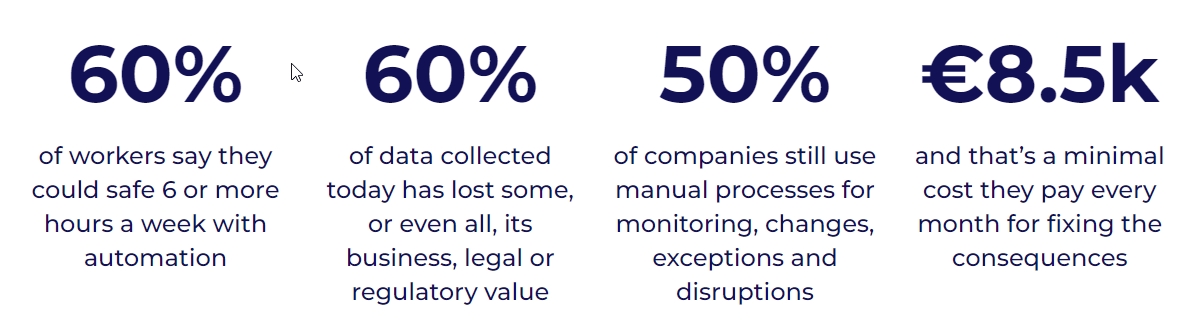 60%
of workers say they
could safe 6 or more
hours a week with
automation
60%
of data collected
today has lost some,
or even all, its
business, legal or
regulatory value
50%
of companies still use
manual processes for
monitoring, changes,
exceptions and
disruptions
€8.5k
and that’s a minimal
cost they pay every
month for fixing the
consequences